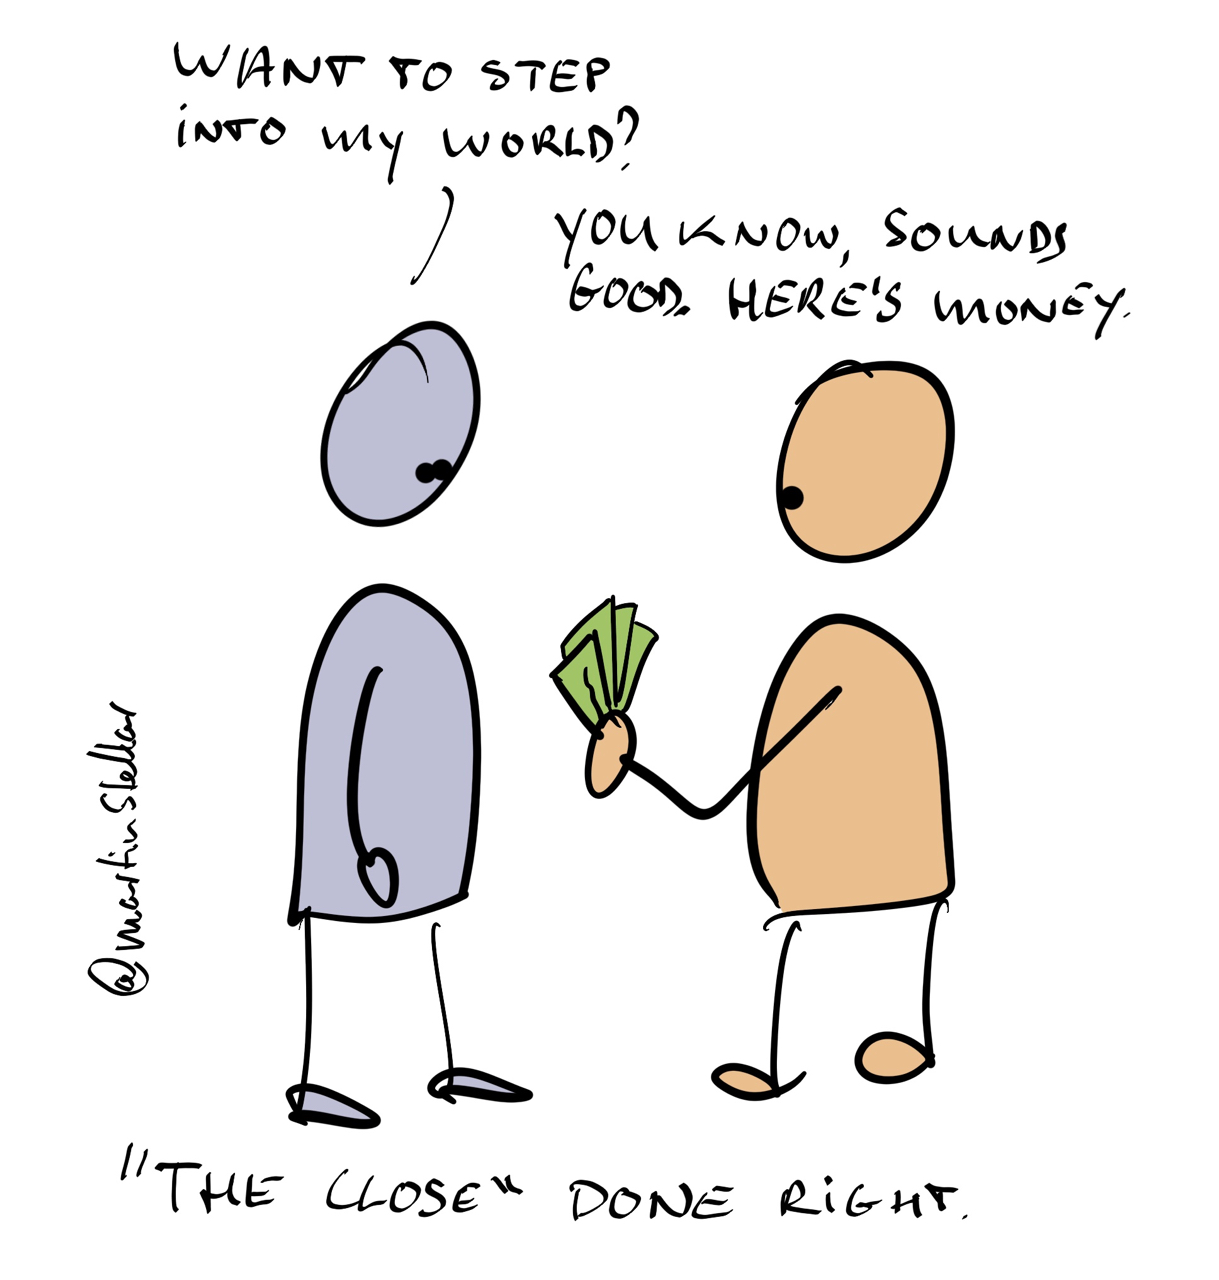 WANT TO STEP
INTO MY WORLD?
YOU KNOW, SOUNDS
GOOD. HERE'S MONEY.
@martinstellar
"THE CLOSE" DONE RIGHT.